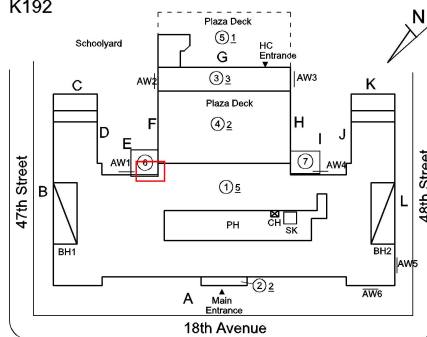 K192
N
Plaza Deck
⑤ 1
Schoolyard
G
HC
Entrance
AW2
③ 3
AW3
C
K
Plaza Deck
F
④ 2
H
D
E
I
J
AW1
⑥
⑦
AW4
47th Street
B
① 5
L
48th Street
PH
CH
SK
BH1
BH2
AW5
② 2
A
Main
Entrance
AW6
18th Avenue